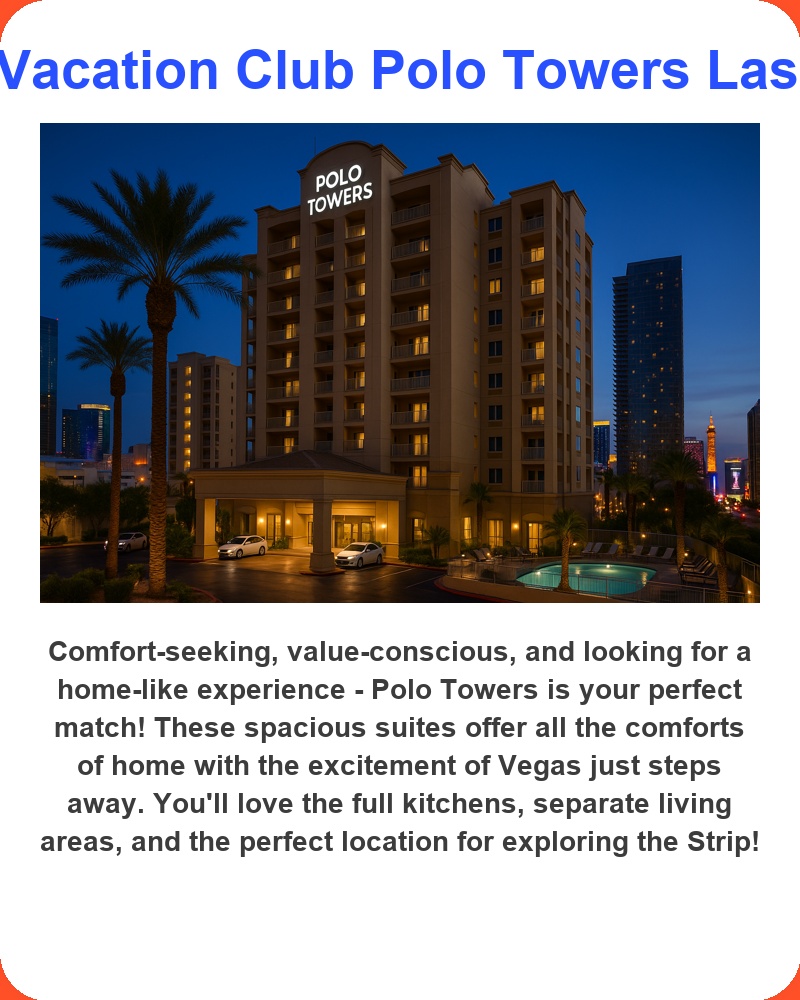 Vacation Club Polo Towers Las
POLO
TOWERS
Comfort-seeking, value-conscious, and looking for a
home-like experience - Polo Towers is your perfect
match! These spacious suites offer all the comforts
of home with the excitement of Vegas just steps
away. You'll love the full kitchens, separate living
areas, and the perfect location for exploring the Strip!